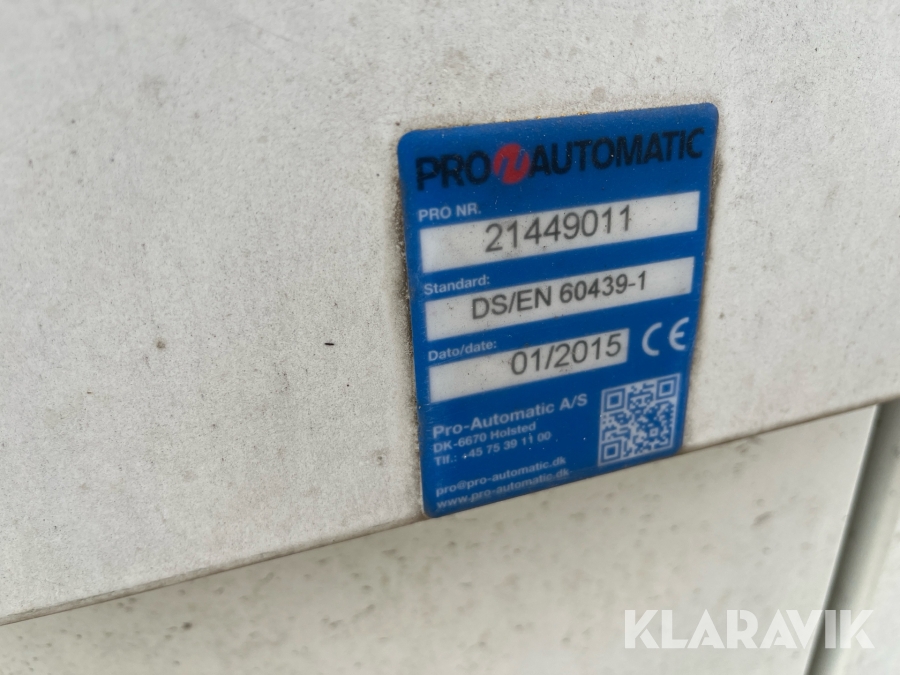 PRO AUTOMATIC
PRO NR.
21449011
Standard:
DS/EN 60439-1
Dato/date:
01/2015
CE
Pro-Automatic A/S
DK-6670 Holsted
Tlf.: +45 75 39 11 00
pro@pro-automatic.dk
www.pro-automatic.dk
KLARAVIK